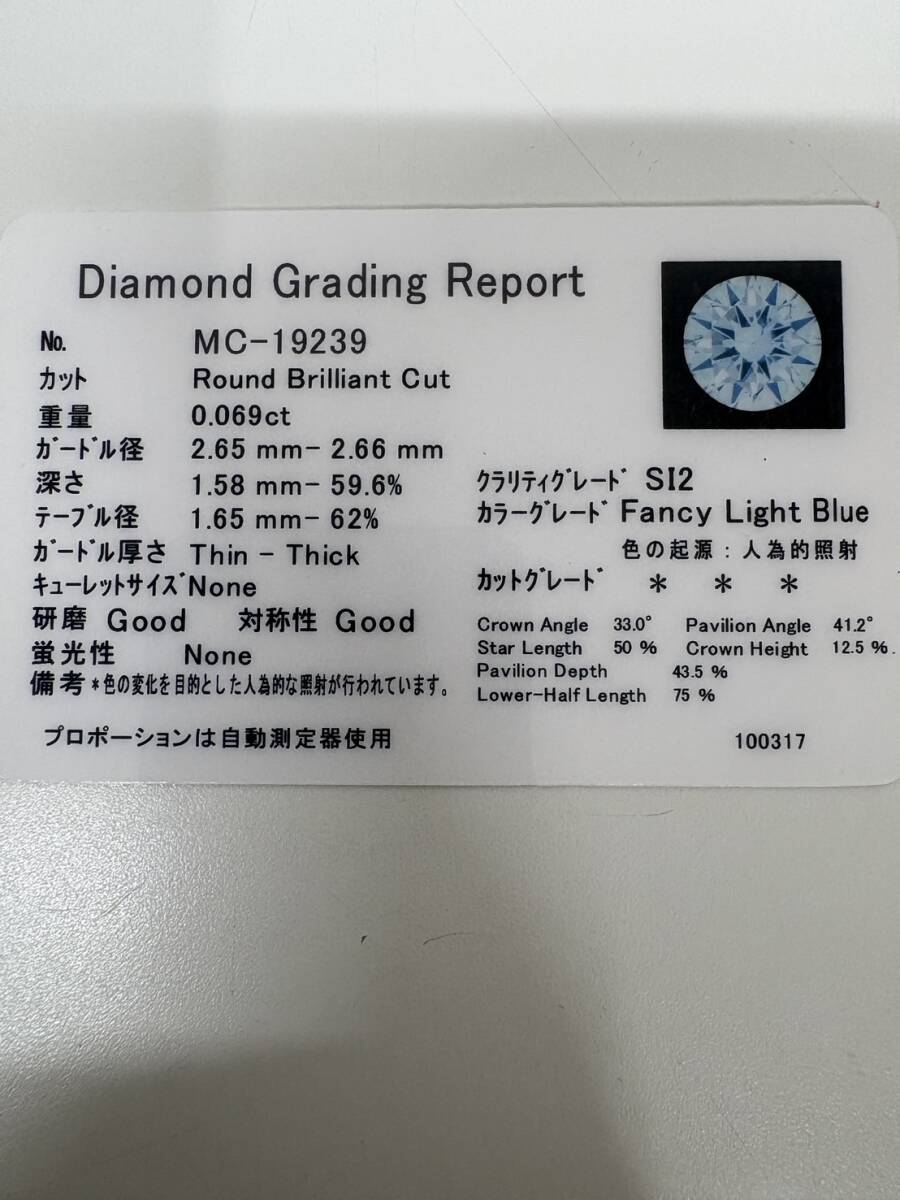 Diamond Grading Report
No. MC-19239
カット Round Brilliant Cut
重量 0.069ct
ガードル径 2.65 mm- 2.66 mm
深さ 1.58 mm- 59.6%
テーブル径 1.65 mm- 62%
ガードル厚さ Thin - Thick
キューレットサイズ None
研磨 Good 対称性 Good
蛍光性 None
備考 *色の変化を目的とした人為的な照射が行われています。
プロポーションは自動測定器使用
クラリティグレード SI2
カラーグレード Fancy Light Blue
色の起源：人為的照射
カットグレード * * *
Crown Angle 33.0° Pavilion Angle 41.2°
Star Length 50 % Crown Height 12.5 %.
Pavilion Depth 43.5 %
Lower-Half Length 75 %
100317